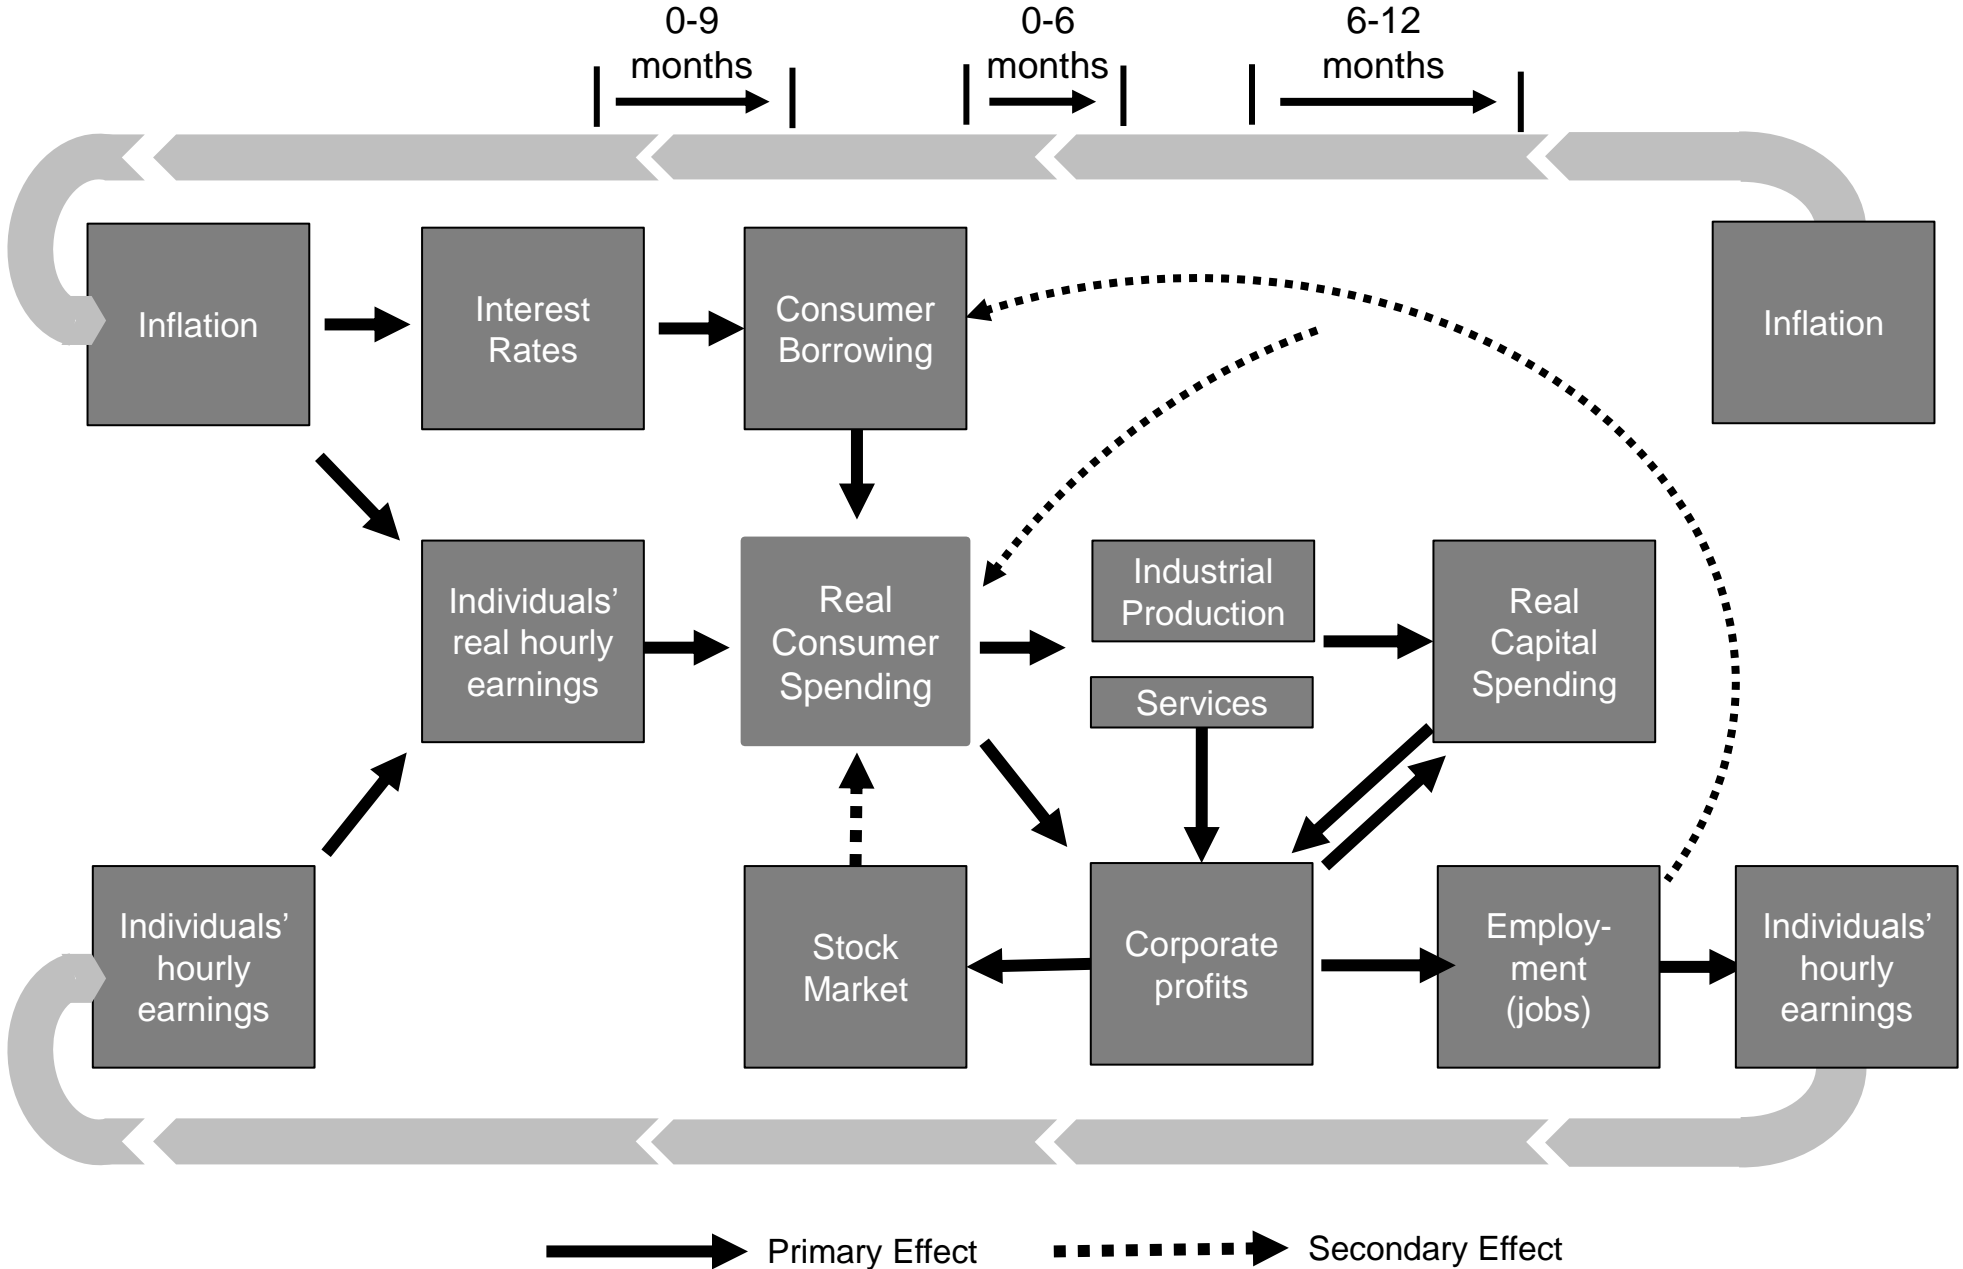 0-9
months
0-6
months
6-12
months
Inflation
Interest
Rates
Consumer
Borrowing
Inflation
Individuals’
real hourly
earnings
Real
Consumer
Spending
Industrial
Production
Services
Real
Capital
Spending
Individuals’
hourly
earnings
Stock
Market
Corporate
profits
Employ-
ment
(jobs)
Individuals’
hourly
earnings
Primary Effect
Secondary Effect